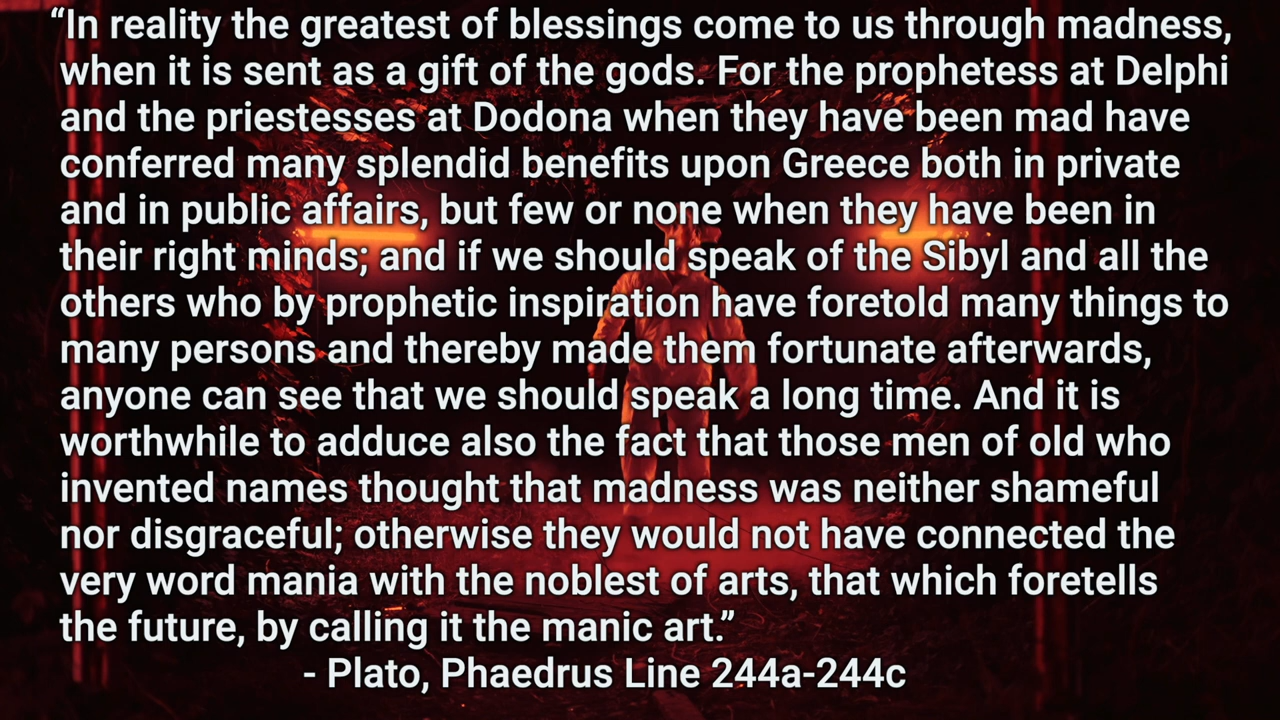 “In reality the greatest of blessings come to us through madness,
when it is sent as a gift of the gods. For the prophetess at Delphi
and the priestesses at Dodona when they have been mad have
conferred many splendid benefits upon Greece both in private
and in public affairs, but few or none when they have been in
their right minds; and if we should speak of the Sibyl and all the
others who by prophetic inspiration have foretold many things to
many persons and thereby made them fortunate afterwards,
anyone can see that we should speak a long time. And it is
worthwhile to adduce also the fact that those men of old who
invented names thought that madness was neither shameful
nor disgraceful; otherwise they would not have connected the
very word mania with the noblest of arts, that which foretells
the future, by calling it the manic art.”
- Plato, Phaedrus Line 244a-244c